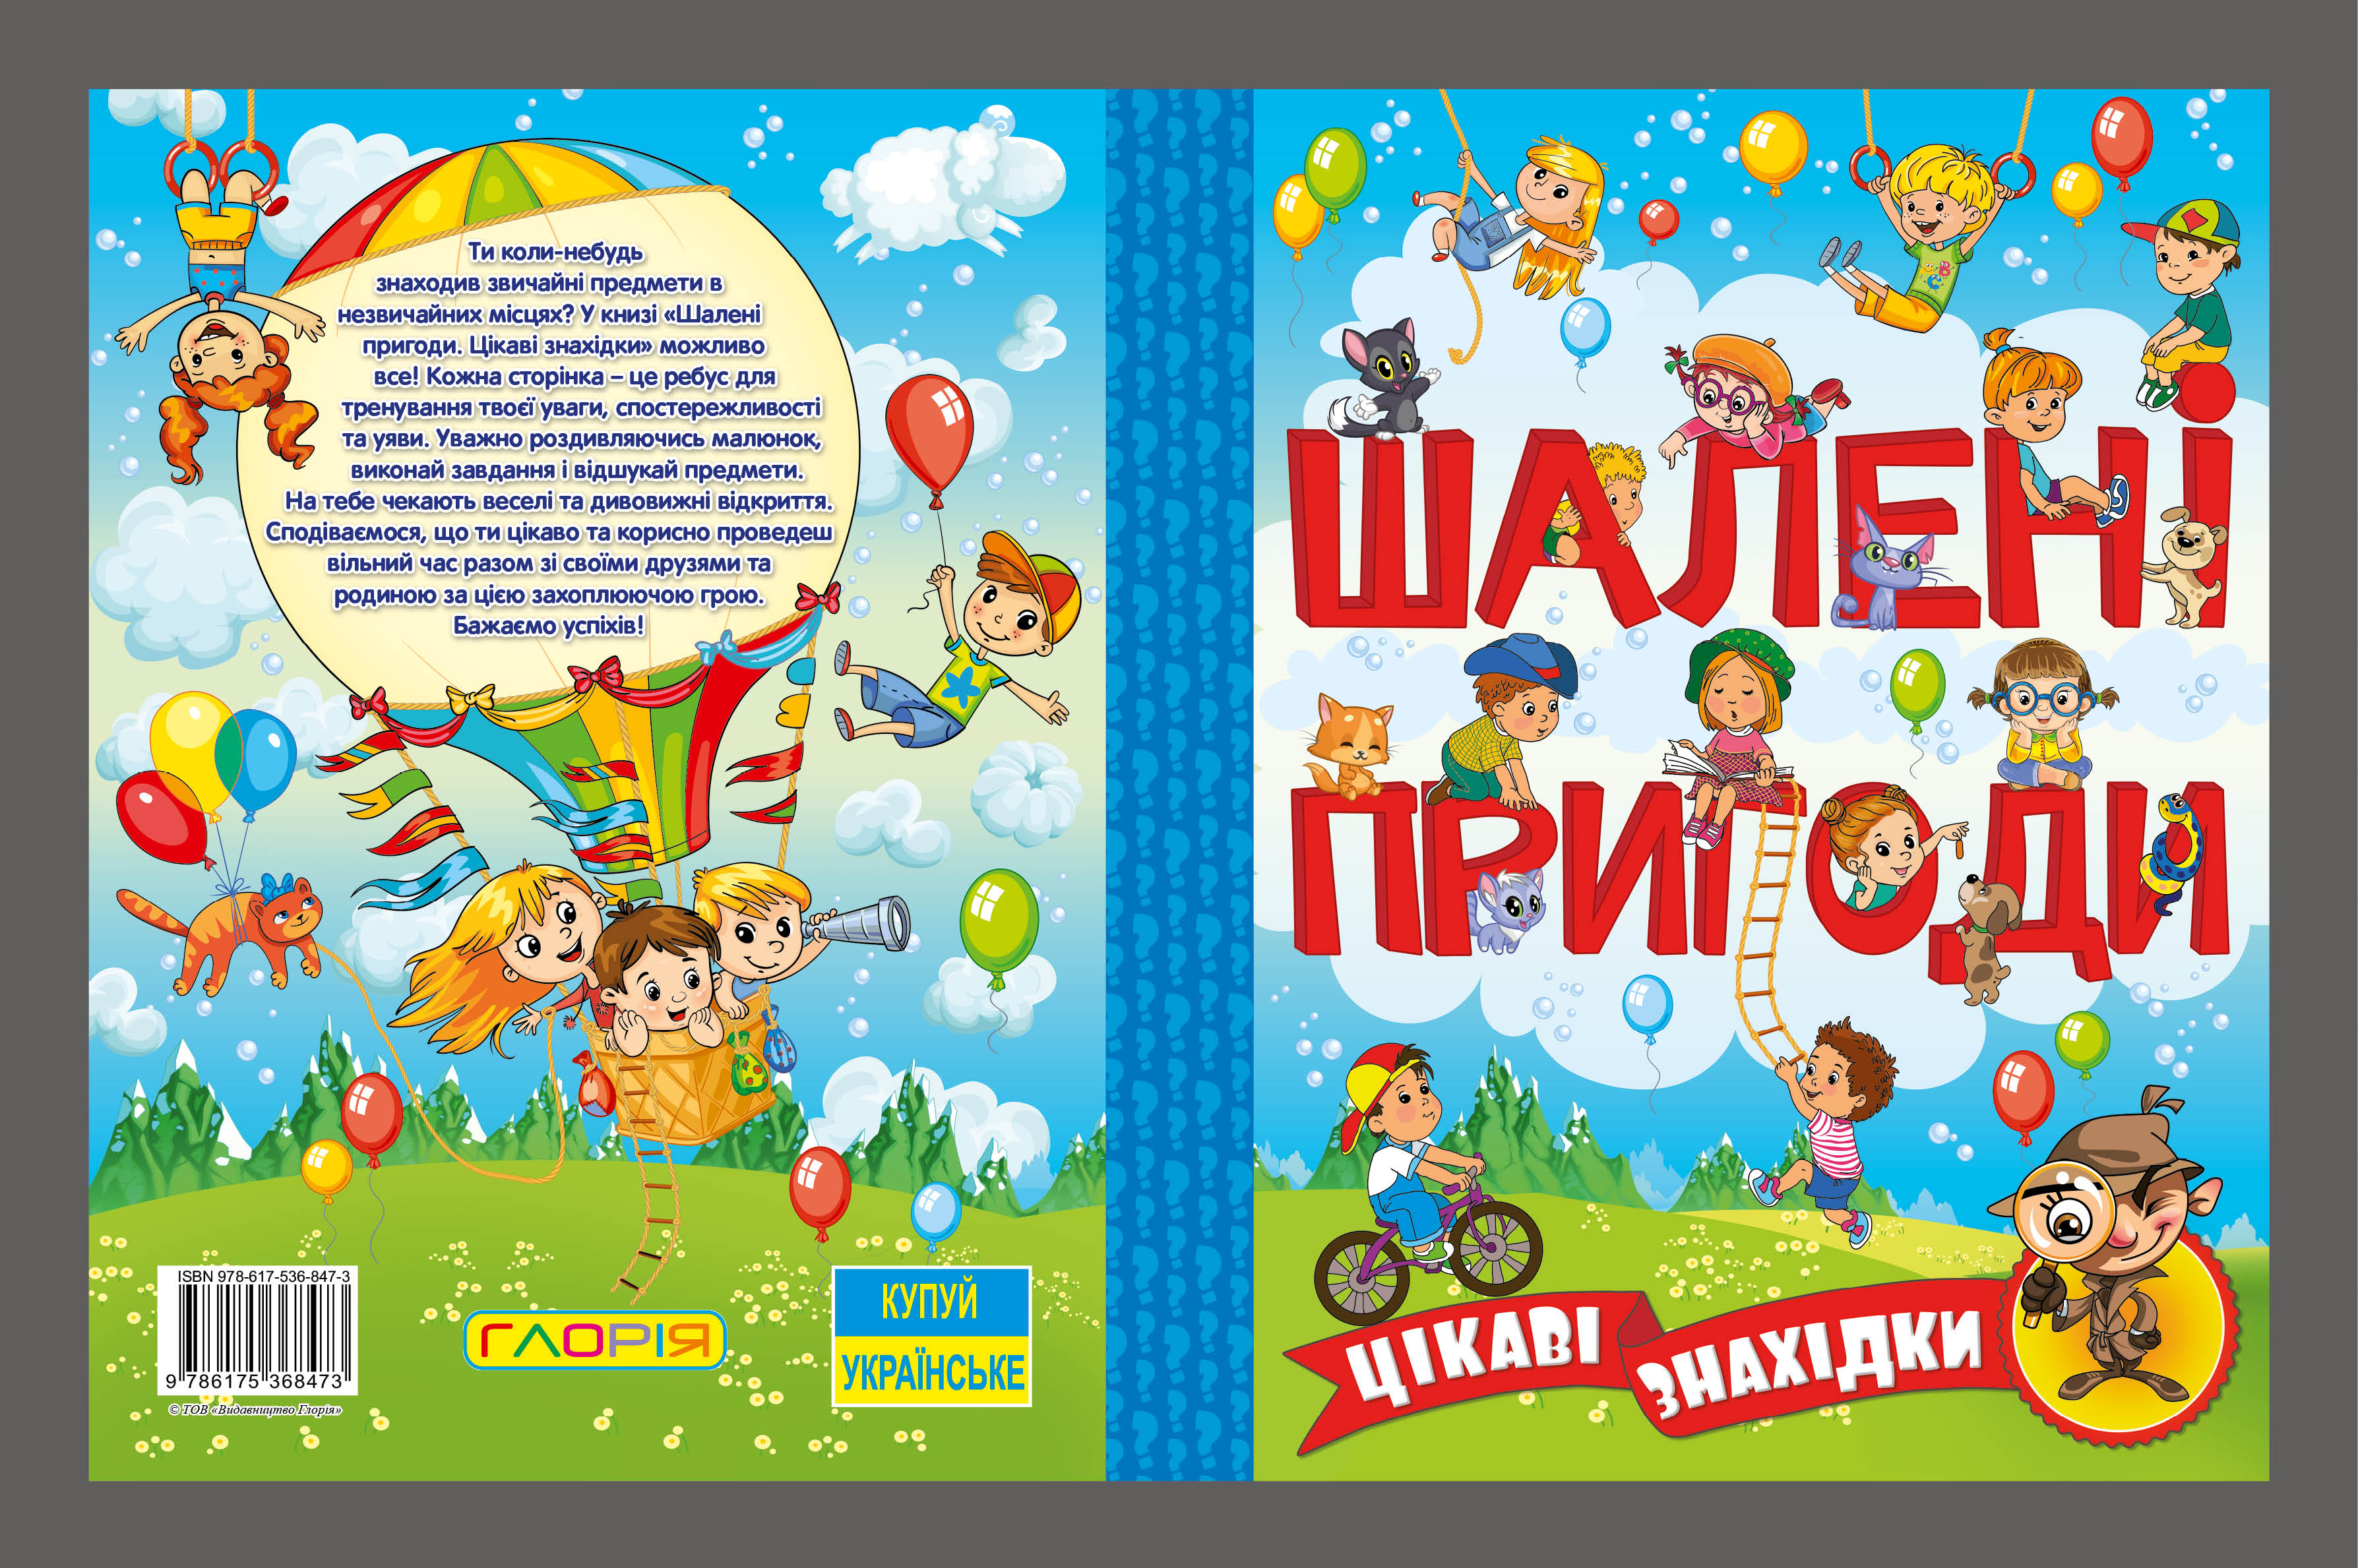 Ти коли-небудь
знаходив звичайні предмети в
незвичайних місцях? У книзі «Шалені
пригоди. Цікаві знахідки» можливо
все! Кожна сторінка – це ребус для
тренування твоєї уваги, спостережливості
та уяви. Уважно роздивляючись малюнок,
виконай завдання і відшукай предмети.
На тебе чекають веселі та дивовижні відкриття.
Сподіваємося, що ти цікаво та корисно проведеш
вільний час разом зі своїми друзями та
родиною за цією захоплюючою грою.
Бажаємо успіхів!
ISBN 978-617-536-847-3
9 786175 368473
© ТОВ «Видавництво Глорія»
ГЛОРІЯ
КУПУЙ
УКРАЇНСЬКЕ
ШАЛЕНІ
ПРИГОДИ
ЦІКАВІ
ЗНАХІДКИ